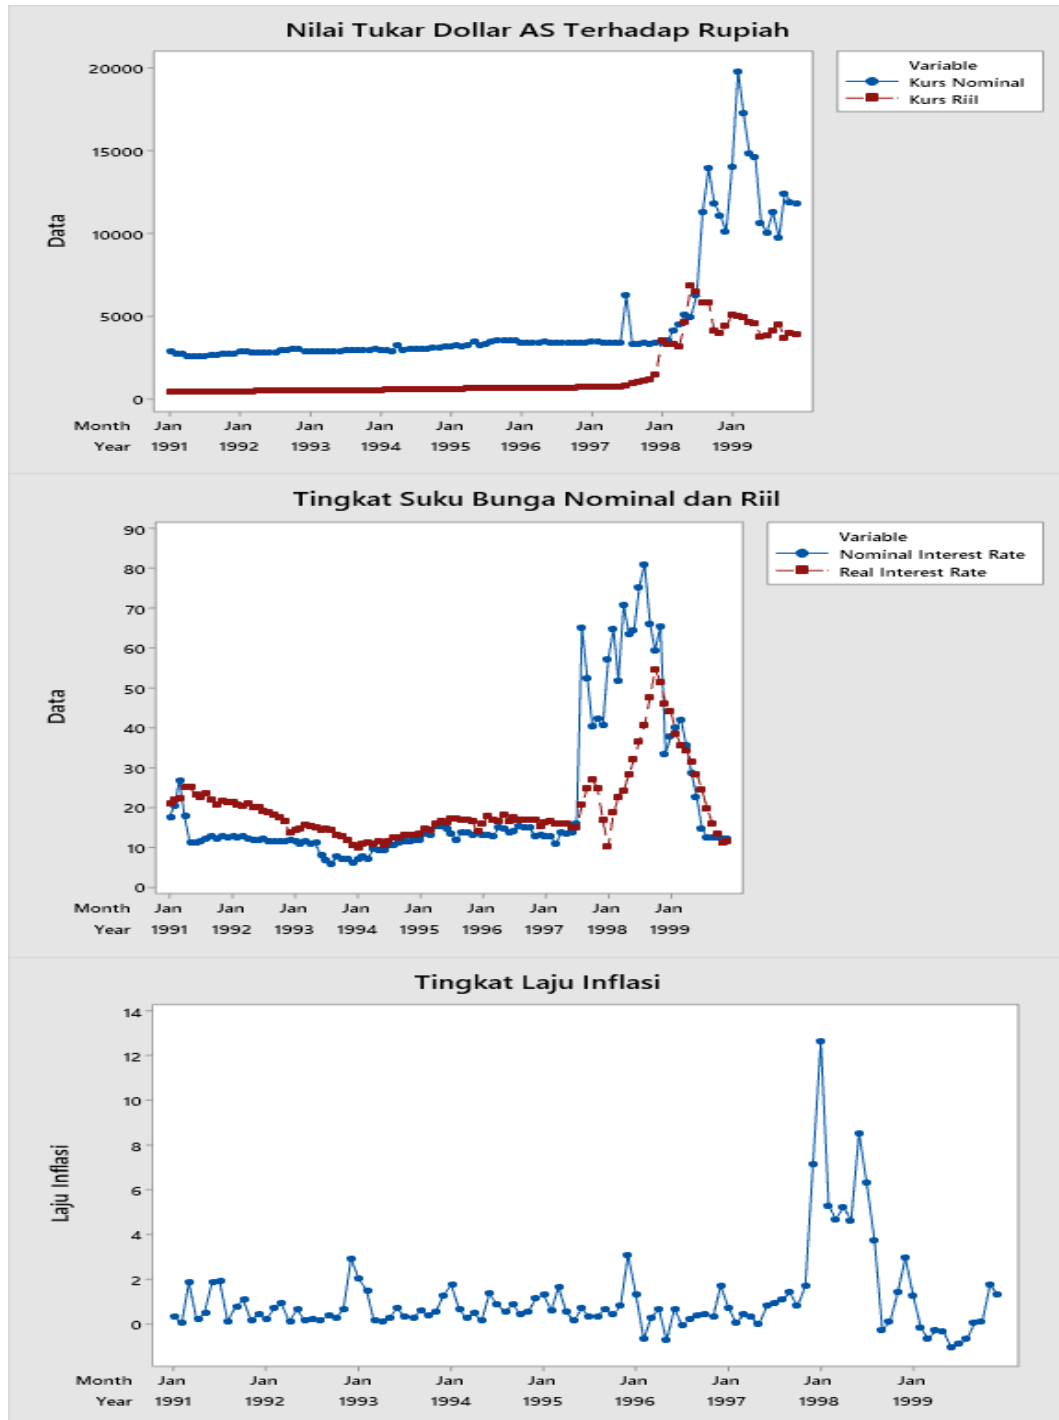 Nilai Tukar Dollar AS Terhadap Rupiah
Variable
Kurs Nominal
Kurs Riil
20000
15000
10000
5000
0
Data
Month Jan Jan Jan Jan Jan Jan Jan Jan Jan
Year 1991 1992 1993 1994 1995 1996 1997 1998 1999
Tingkat Suku Bunga Nominal dan Riil
Variable
Nominal Interest Rate
Real Interest Rate
90
80
70
60
50
40
30
20
10
0
Data
Month Jan Jan Jan Jan Jan Jan Jan Jan Jan
Year 1991 1992 1993 1994 1995 1996 1997 1998 1999
Tingkat Laju Inflasi
14
12
10
8
6
4
2
0
Laju Inflasi
Month Jan Jan Jan Jan Jan Jan Jan Jan Jan
Year 1991 1992 1993 1994 1995 1996 1997 1998 1999